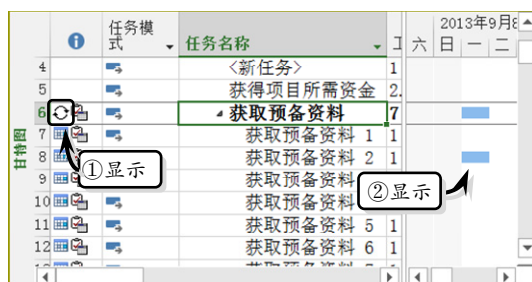 2013年9月8
任务模式 任务名称 工 六 日 一 二
4 <新任务> 1
5 获得项目所需资金 2.
6 获取预备资料 7
7 获取预备资料 1 1
8 获取预备资料 2 1
9 获取预备资料
10 获取预备资料
11 获取预备资料 5 1
12 获取预备资料 6 1
甘特图
①显示
②显示